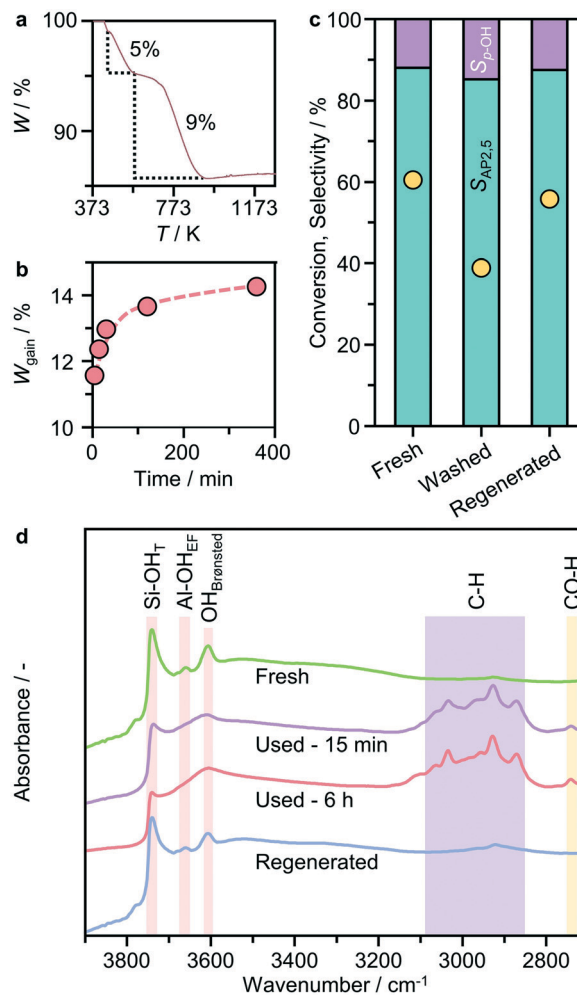 a
W / %
100
90
5%
9%
373
773
1173
T / K
b
W_gain / %
14
12
10
0
200
400
Time / min
c
Conversion, Selectivity / %
100
80
60
40
20
0
S_p-OH
S_AP2,5
Fresh
Washed
Regenerated
d
Absorbance / -
Si-OH_T
Al-OH_EF
OH_Brønsted
C-H
CO-H
Fresh
Used - 15 min
Used - 6 h
Regenerated
3800
3600
3400
3200
3000
2800
Wavenumber / cm⁻¹